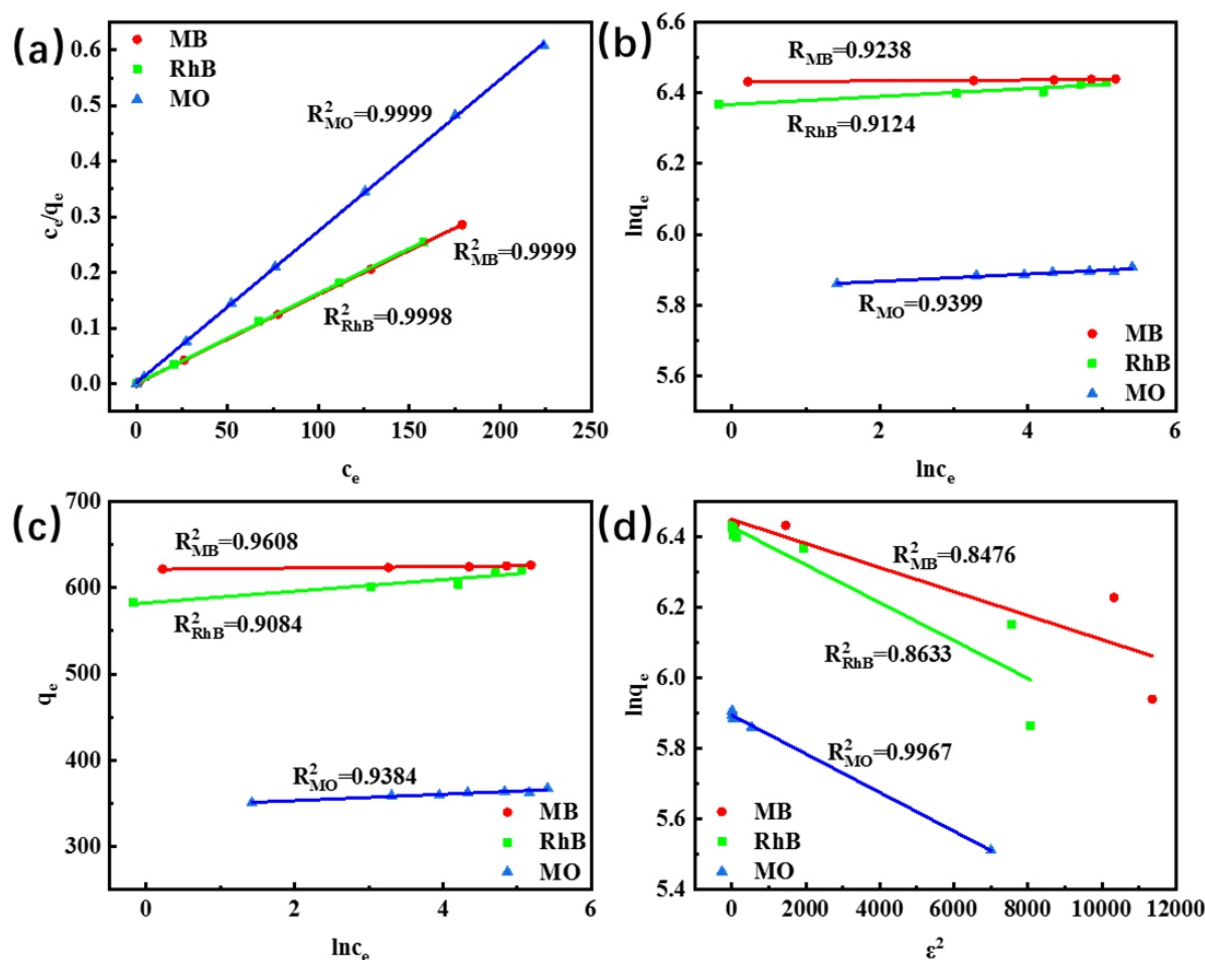 (a)
MB
RhB
MO
R²MO=0.9999
R²MB=0.9999
R²RhB=0.9998
ce/qe
0.6
0.5
0.4
0.3
0.2
0.1
0.0
0 50 100 150 200 250
ce
(b)
RMB=0.9238
RRhB=0.9124
RMO=0.9399
MB
RhB
MO
lnqe
6.6
6.4
6.2
6.0
5.8
5.6
0 2 4 6
lnce
(c)
R²MB=0.9608
R²RhB=0.9084
R²MO=0.9384
MB
RhB
MO
qe
700
600
500
400
300
0 2 4 6
lnce
(d)
R²MB=0.8476
R²RhB=0.8633
R²MO=0.9967
MB
RhB
MO
lnqe
6.4
6.2
6.0
5.8
5.6
5.4
0 2000 4000 6000 8000 10000 12000
ε²